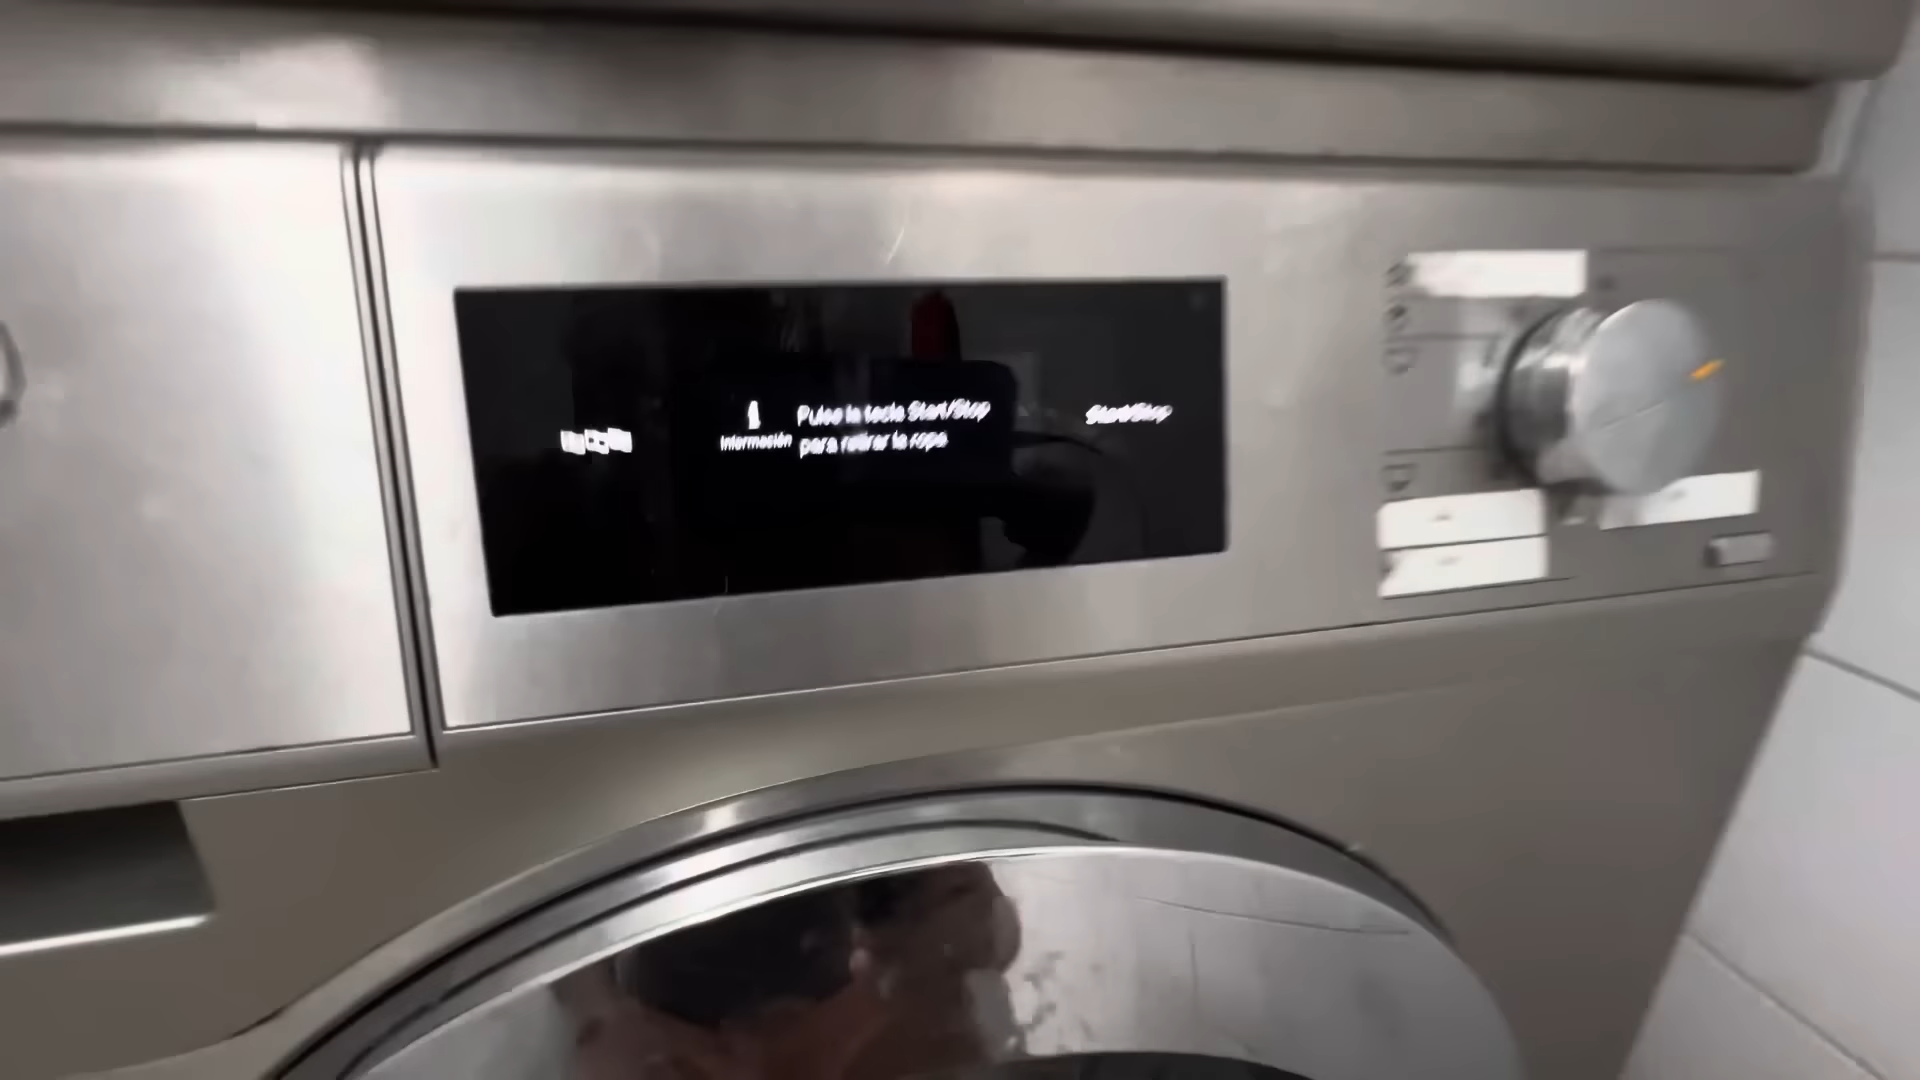 i
Información
Pulse la tecla Start/Stop
para retirar la ropa
Start/Stop